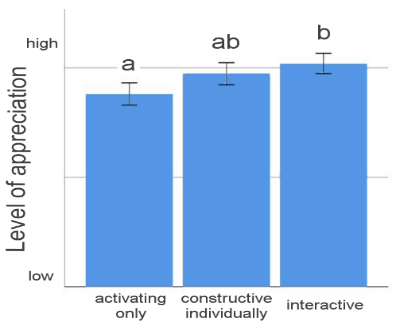 high
Level of appreciation
low
a
ab
b
activating
only
constructive
individually
interactive